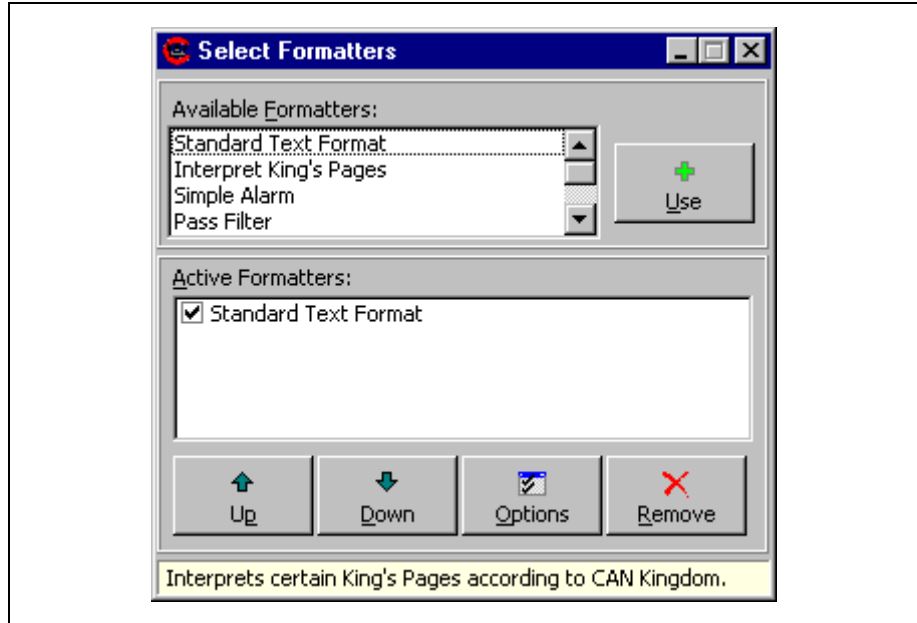 Select Formatters
Available Formatters:
Standard Text Format
Interpret King's Pages
Simple Alarm
Pass Filter
Use
Active Formatters:
Standard Text Format
Up
Down
Options
Remove
Interprets certain King's Pages according to CAN Kingdom.